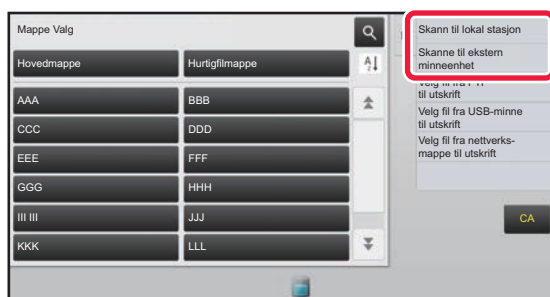 Mappe Valg
Hovedmappe
Hurtigfilmappe
AAA
BBB
CCC
DDD
EEE
FFF
GGG
HHH
III III
JJJ
KKK
LLL
Skann til lokal stasjon
Skanne til ekstern
minneenhet
til utskrift
Velg fil fra USB-minne
til utskrift
Velg fil fra nettverks-
mappe til utskrift
CA